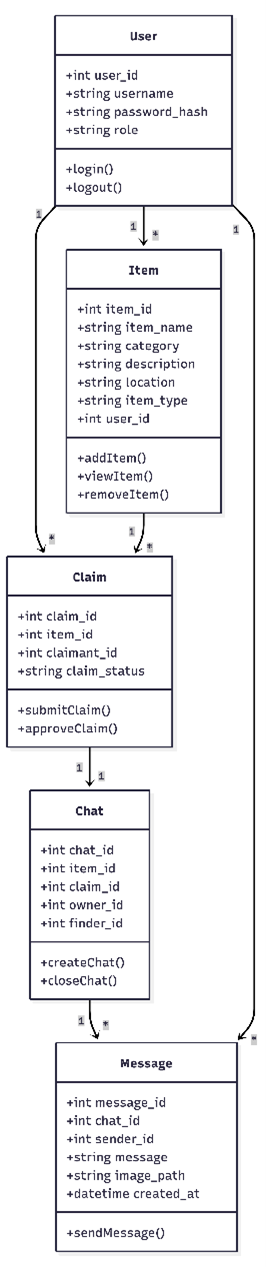 User
+int user_id
+string username
+string password_hash
+string role
+login()
+logout()
1
1
*
1
Item
+int item_id
+string item_name
+string category
+string description
+string location
+string item_type
+int user_id
+addItem()
+viewItem()
+removeItem()
*
1
*
Claim
+int claim_id
+int item_id
+int claimant_id
+string claim_status
+submitClaim()
+approveClaim()
1
1
Chat
+int chat_id
+int item_id
+int claim_id
+int owner_id
+int finder_id
+createChat()
+closeChat()
1
*
*
Message
+int message_id
+int chat_id
+int sender_id
+string message
+string image_path
+datetime created_at
+sendMessage()